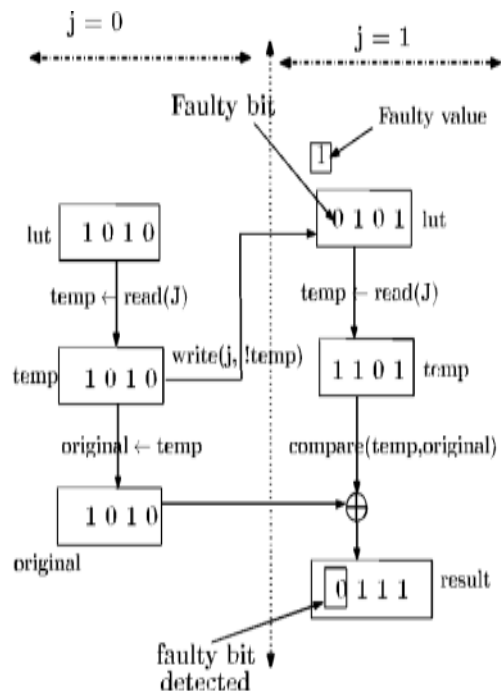 j = 0
j = 1
Faulty bit
Faulty value
1
lut
1 0 1 0
0 1 0 1
lut
temp ← read(J)
temp ← read(J)
temp
1 0 1 0
write(j, !temp)
1 1 0 1
temp
original ← temp
compare(temp,original)
1 0 1 0
original
0 1 1 1
result
faulty bit
detected